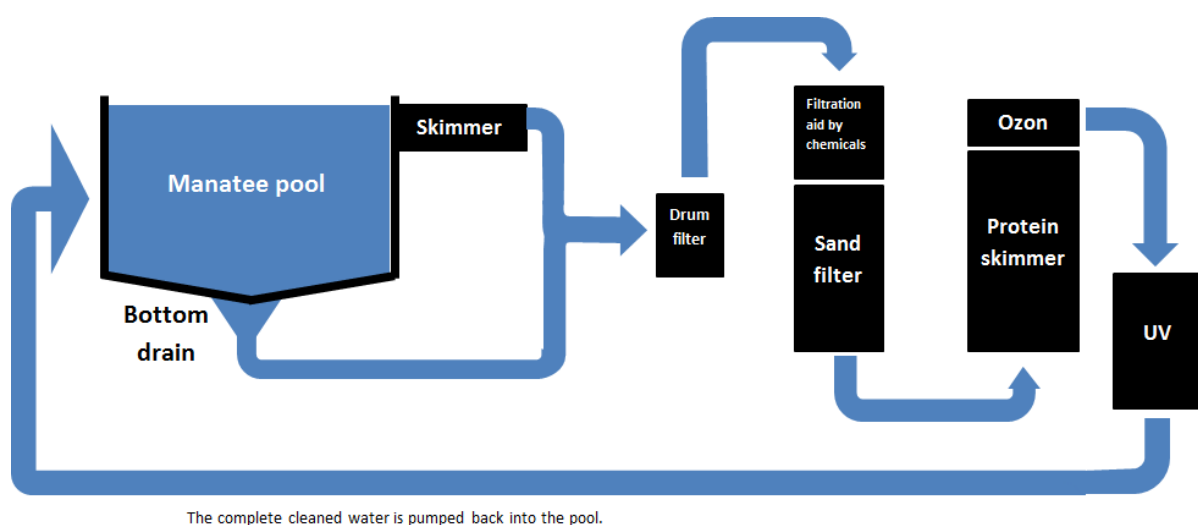 Manatee pool
Skimmer
Bottom
drain
Drum
filter
Filtration
aid by
chemicals
Sand
filter
Ozon
Protein
skimmer
UV
The complete cleaned water is pumped back into the pool.